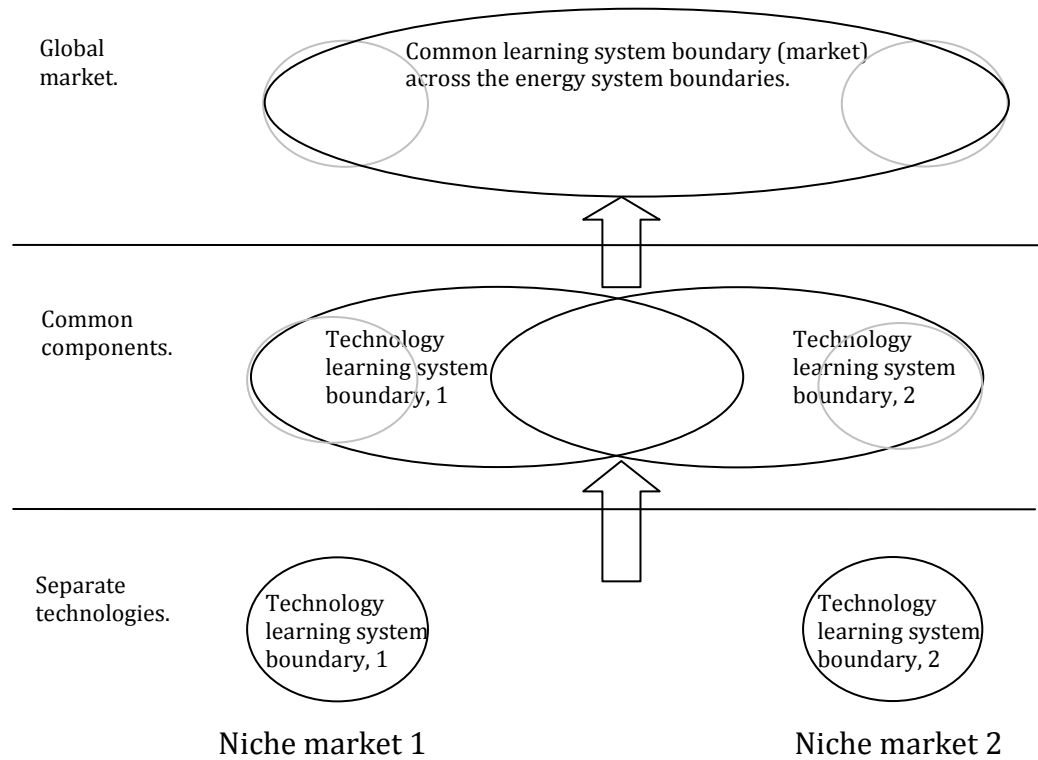 Global
market.
Common learning system boundary (market)
across the energy system boundaries.
Common
components.
Technology
learning system
boundary, 1
Technology
learning system
boundary, 2
Separate
technologies.
Technology
learning system
boundary, 1
Technology
learning system
boundary, 2
Niche market 1
Niche market 2